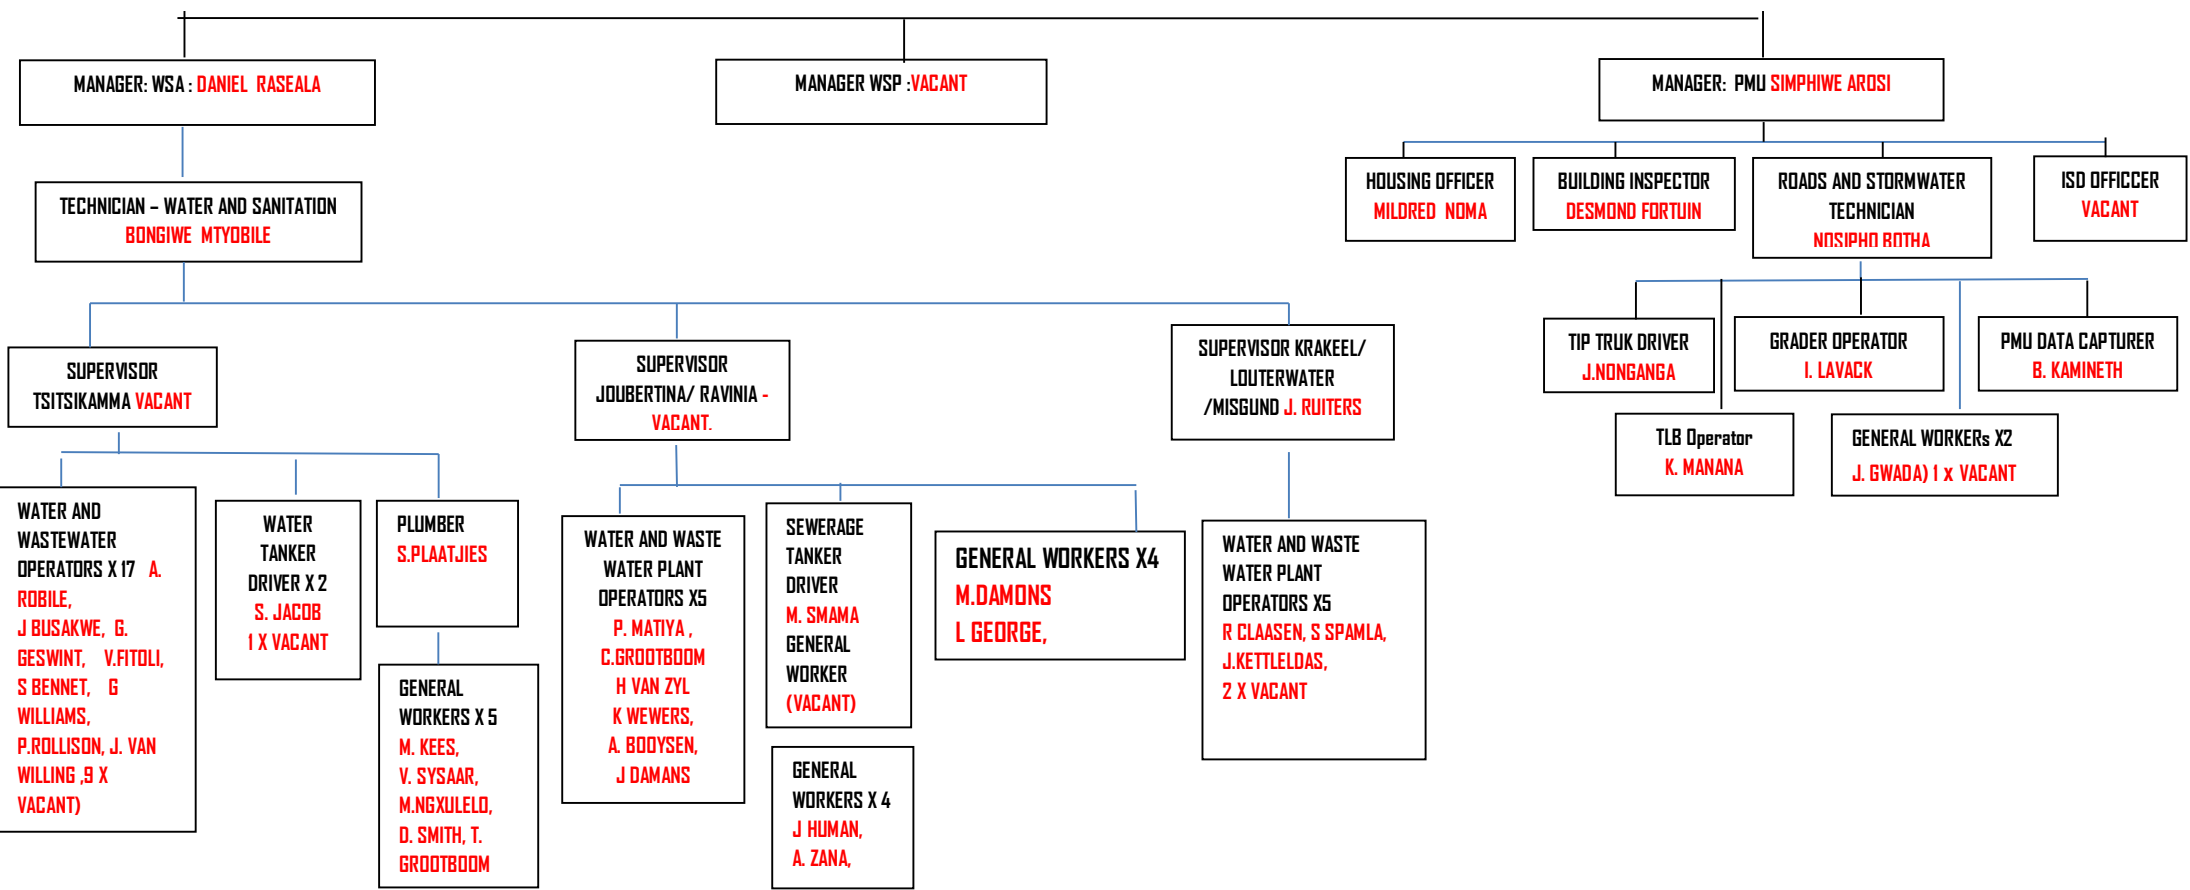 MANAGER: WSA : DANIEL RASEALA
MANAGER WSP :VACANT
MANAGER: PMU SIMPHIWE AROSI
TECHNICIAN – WATER AND SANITATION
BONGIWE MTYOBILE
HOUSING OFFICER
MILDRED NOMA
BUILDING INSPECTOR
DESMOND FORTUIN
ROADS AND STORMWATER
TECHNICIAN
NOSIPHO BOTHA
ISD OFFICCER
VACANT
SUPERVISOR
TSITSIKAMMA VACANT
SUPERVISOR
JOUBERTINA/ RAVINIA -
VACANT.
SUPERVISOR KRAKEEL/
LOUTERWATER
/MISGUND J. RUITERS
TIP TRUK DRIVER
J.NONGANGA
GRADER OPERATOR
I. LAVACK
PMU DATA CAPTURER
B. KAMINETH
TLB Operator
K. MANANA
GENERAL WORKERs X2
J. GWADA) 1 x VACANT
WATER AND
WASTEWATER
OPERATORS X 17 A.
ROBILE,
J BUSAKWE, G.
GESWINT, V.FITOLI,
S BENNET, G
WILLIAMS,
P.ROLLISON, J. VAN
WILLING ,9 X
VACANT)
WATER
TANKER
DRIVER X 2
S. JACOB
1 X VACANT
PLUMBER
S.PLAATJIES
GENERAL
WORKERS X 5
M. KEES,
V. SYSAAR,
M.NGXULELO,
D. SMITH, T.
GROOTBOOM
WATER AND WASTE
WATER PLANT
OPERATORS X5
P. MATIYA ,
C.GROOTBOOM
H VAN ZYL
K WEWERS,
A. BOOYSEN,
J DAMANS
SEWERAGE
TANKER
DRIVER
M. SMAMA
GENERAL
WORKER
(VACANT)
GENERAL
WORKERS X 4
J HUMAN,
A. ZANA,
GENERAL WORKERS X4
M.DAMONS
L GEORGE,
WATER AND WASTE
WATER PLANT
OPERATORS X5
R CLAASEN, S SPAMLA,
J.KETTLELDAS,
2 X VACANT